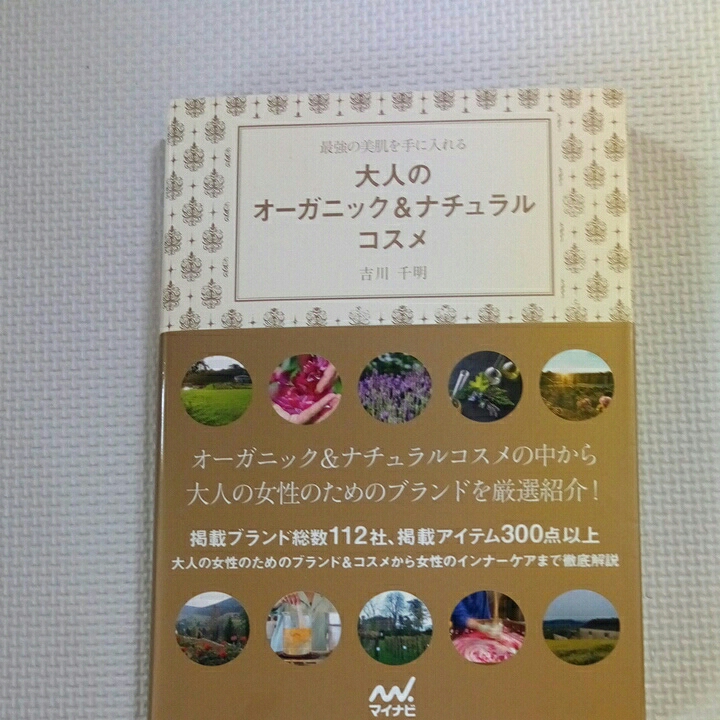 最強の美肌を手に入れる
大人の
オーガニック&ナチュラル
コスメ
吉川 千明
オーガニック&ナチュラルコスメの中から
大人の女性のためのブランドを厳選紹介!
掲載ブランド総数112社、掲載アイテム300点以上
大人の女性のためのブランド&コスメから女性のインナーケアまで徹底解説
マイナビ